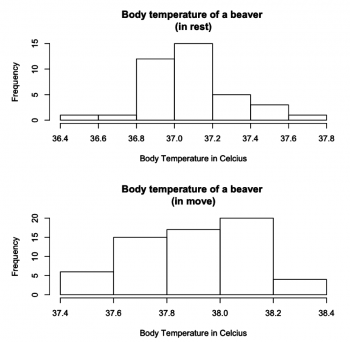 Body temperature of a beaver
(in rest)
Frequency
15
10
5
0
36.4 36.6 36.8 37.0 37.2 37.4 37.6 37.8
Body Temperature in Celcius
Body temperature of a beaver
(in move)
Frequency
20
15
10
5
0
37.4 37.6 37.8 38.0 38.2 38.4
Body Temperature in Celcius